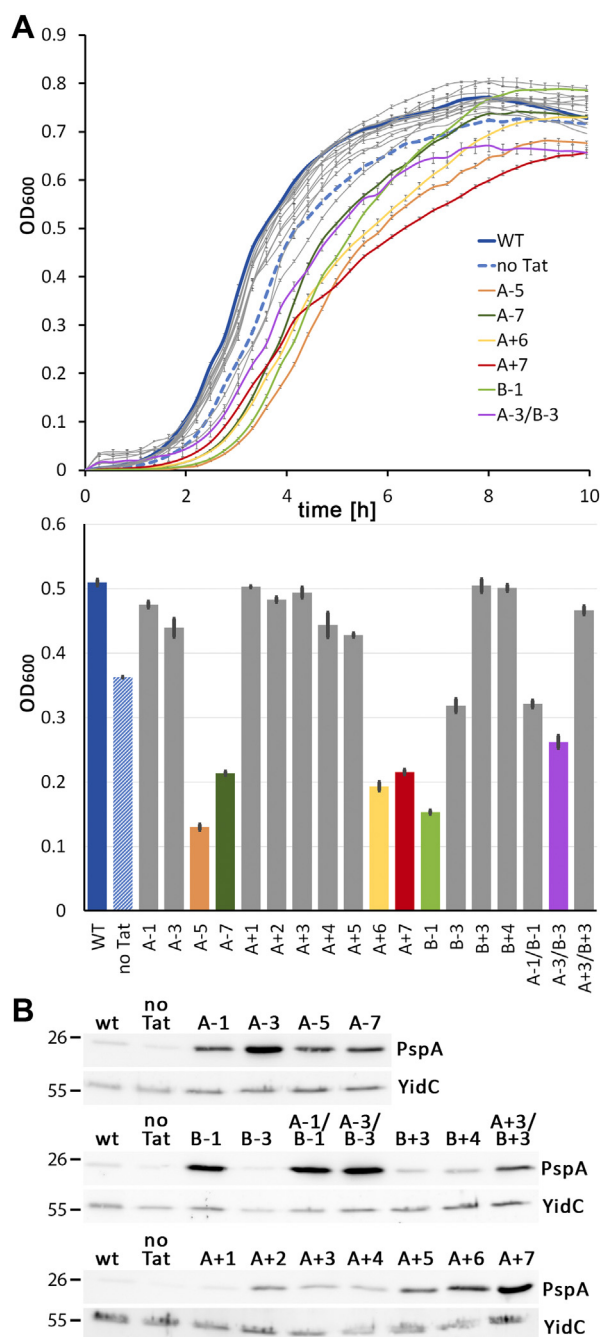 A
0.9
0.8
0.7
0.6
0.5
0.4
0.3
0.2
0.1
0
OD600
WT
no Tat
A-5
A-7
A+6
A+7
B-1
A-3/B-3
0 2 4 6 8 10
time [h]
0.6
0.5
0.4
0.3
0.2
0.1
0
OD600
WT no Tat A-1 A-3 A-5 A-7 A+1 A+2 A+3 A+4 A+5 A+6 A+7 B-1 B-3 B+3 B+4 A-1/B-1 A-3/B-3 A+3/B+3
B
no
wt Tat A-1 A-3 A-5 A-7
26 PspA
55 YidC
no A-1/ A-3/ A+3/
wt Tat B-1 B-3 B-1 B-3 B+3 B+4 B+3
26 PspA
55 YidC
no
wt Tat A+1 A+2 A+3 A+4 A+5 A+6 A+7
26 PspA
55 YidC